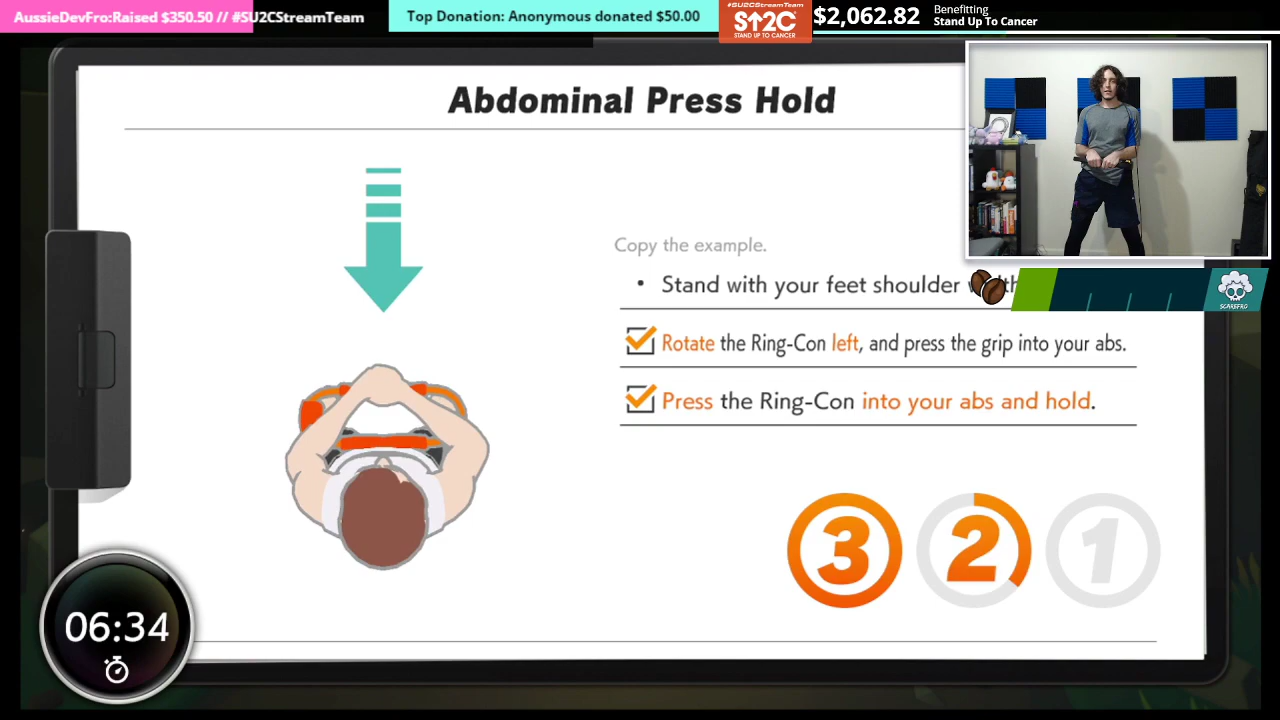 AussieDevFro:Raised $350.50 // #SU2CStreamTeam
Top Donation: Anonymous donated $50.00
#SU2CStreamTeam
SU2C
STAND UP TO CANCER
$2,062.82
Benefitting
Stand Up To Cancer
Abdominal Press Hold
Copy the example.
• Stand with your feet shoulder
Rotate the Ring-Con left, and press the grip into your abs.
Press the Ring-Con into your abs and hold.
SCARSFRO
3 2 1
06:34